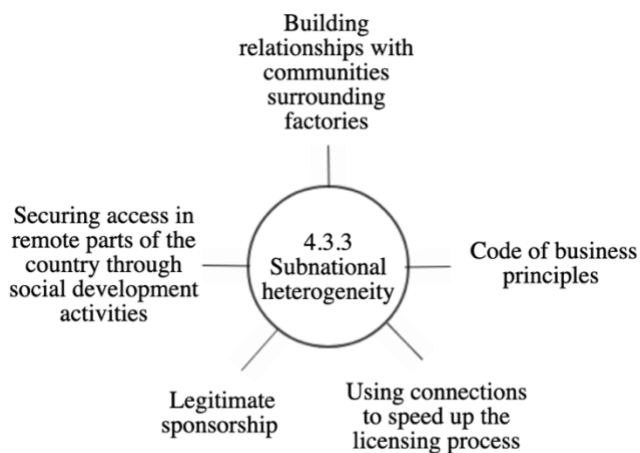 Building
relationships with
communities
surrounding
factories
Securing access in
remote parts of the
country through
social development
activities
4.3.3
Subnational
heterogeneity
Code of business
principles
Legitimate
sponsorship
Using connections
to speed up the
licensing process